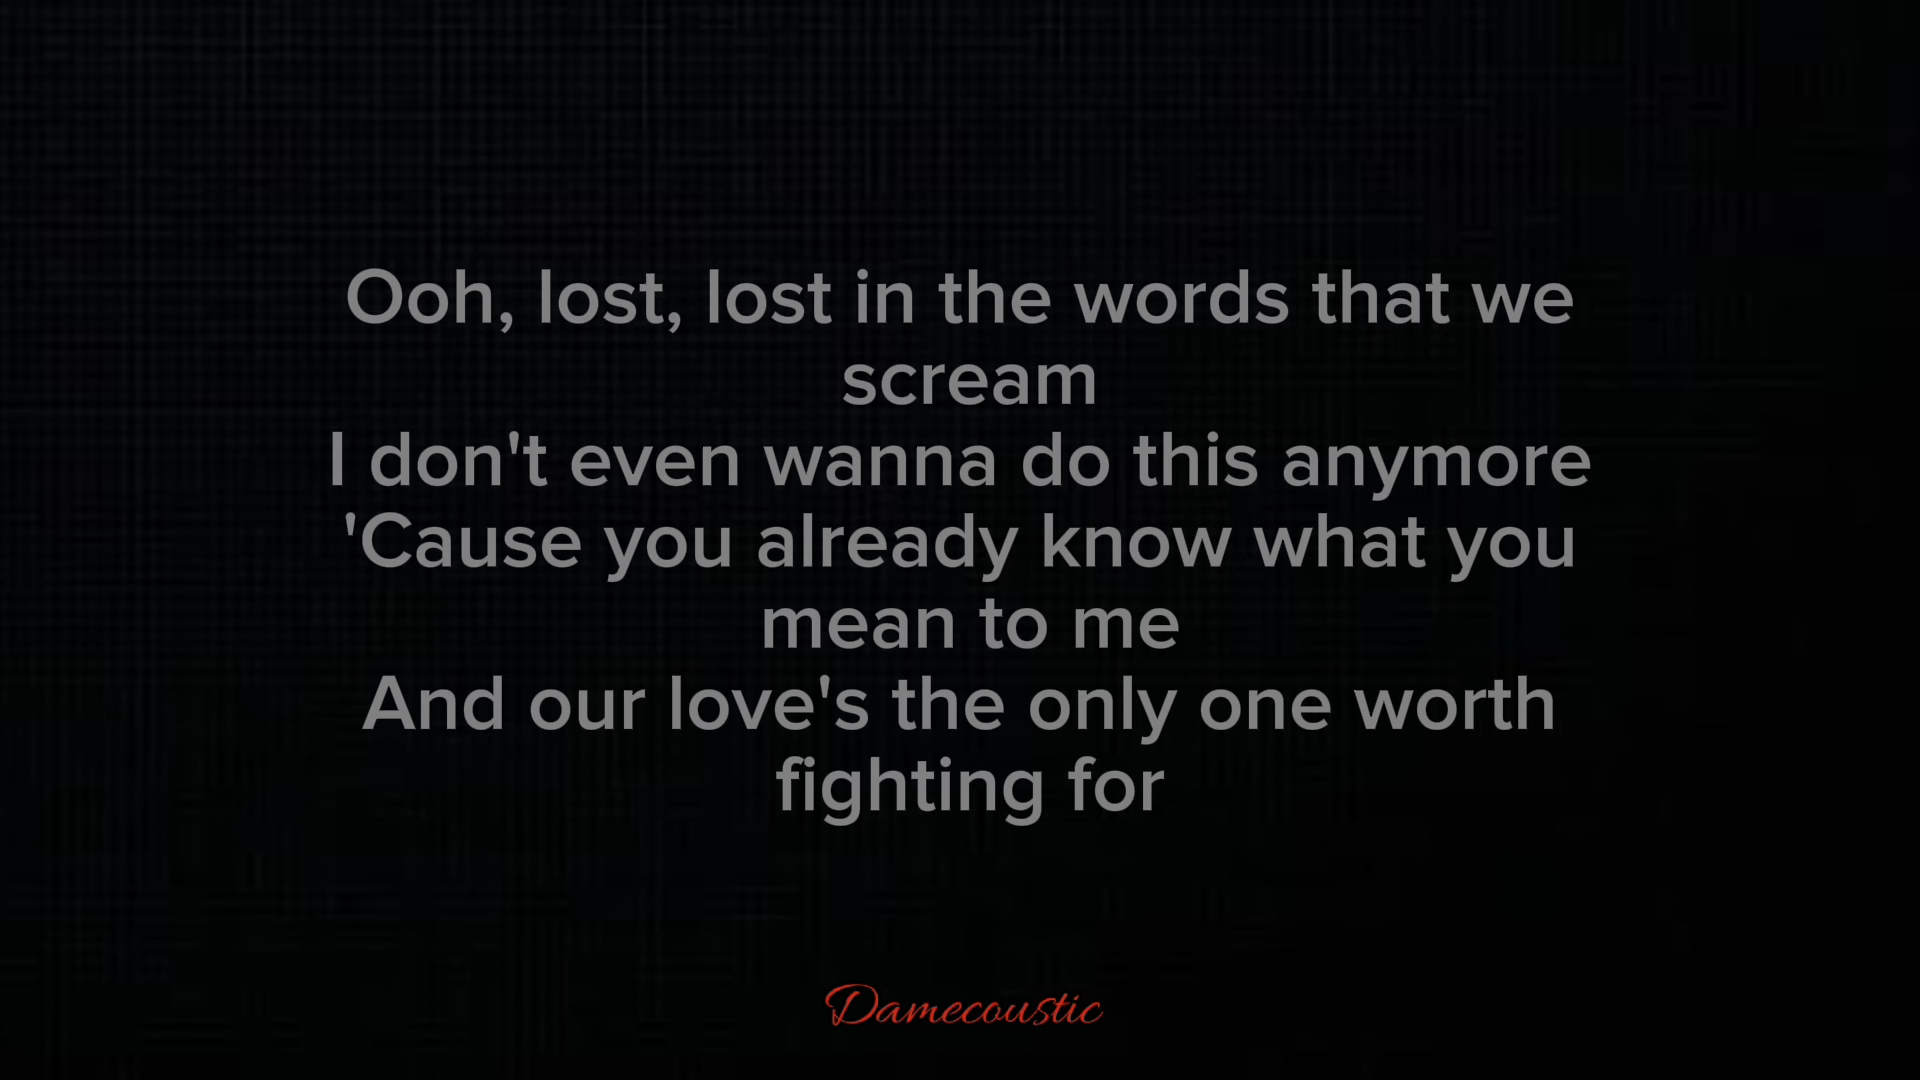 Ooh, lost, lost in the words that we
scream
I don't even wanna do this anymore
'Cause you already know what you
mean to me
And our love's the only one worth
fighting for
Damecoustic